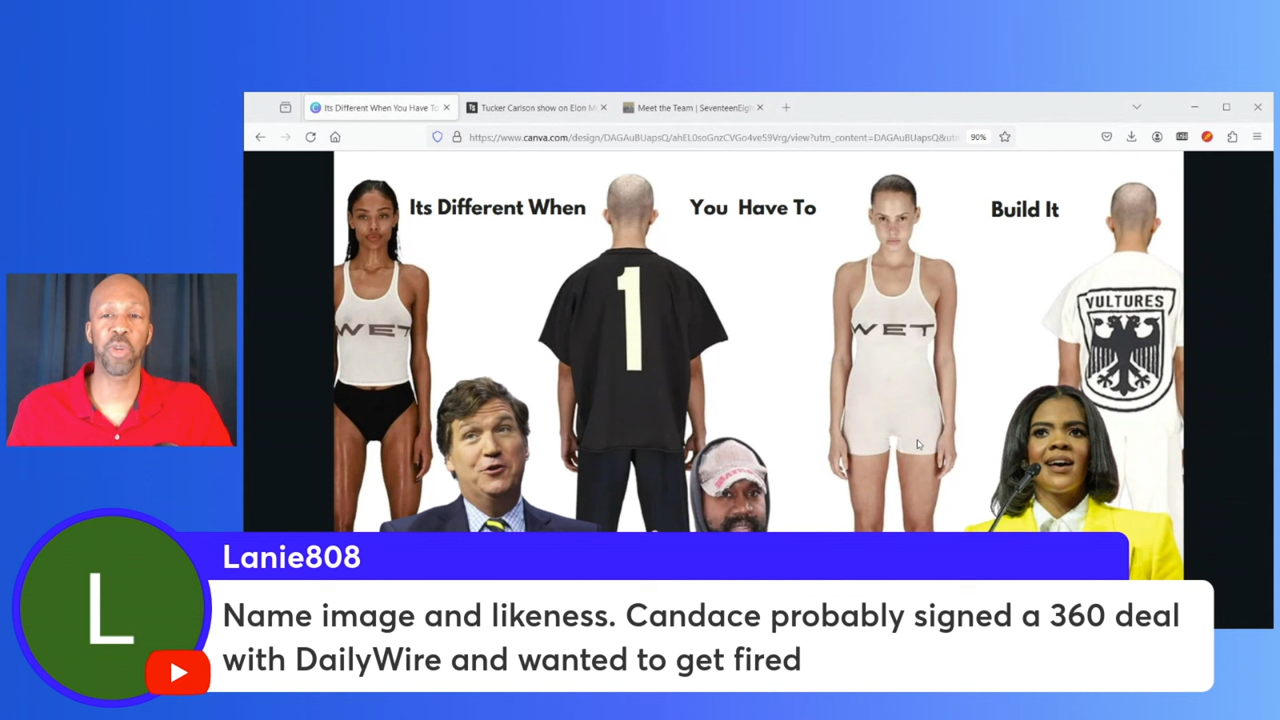 Its Different When You Have To
Tucker Carlson show on Elon M
Meet the Team | SeventeenEigh
https://www.canva.com/design/DAGAuBUapsQ/ahEL0soGnzCVGo4ve59Vrg/view?utm_content=DAGAuBUapsQ&utm
90%
Its Different When
You Have To
Build It
WET
1
WET
VULTURES
Lanie808
L
Name image and likeness. Candace probably signed a 360 deal
with DailyWire and wanted to get fired